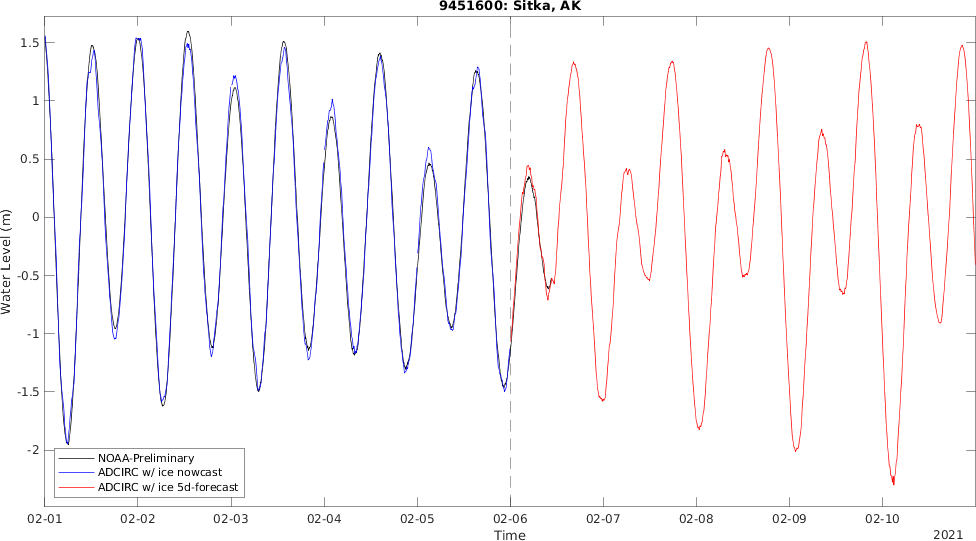 9451600: Sitka, AK
1.5
1
0.5
0
-0.5
-1
-1.5
-2
Water Level (m)
NOAA-Preliminary
ADCIRC w/ ice nowcast
ADCIRC w/ ice 5d-forecast
02-01 02-02 02-03 02-04 02-05 02-06 02-07 02-08 02-09 02-10
Time
2021